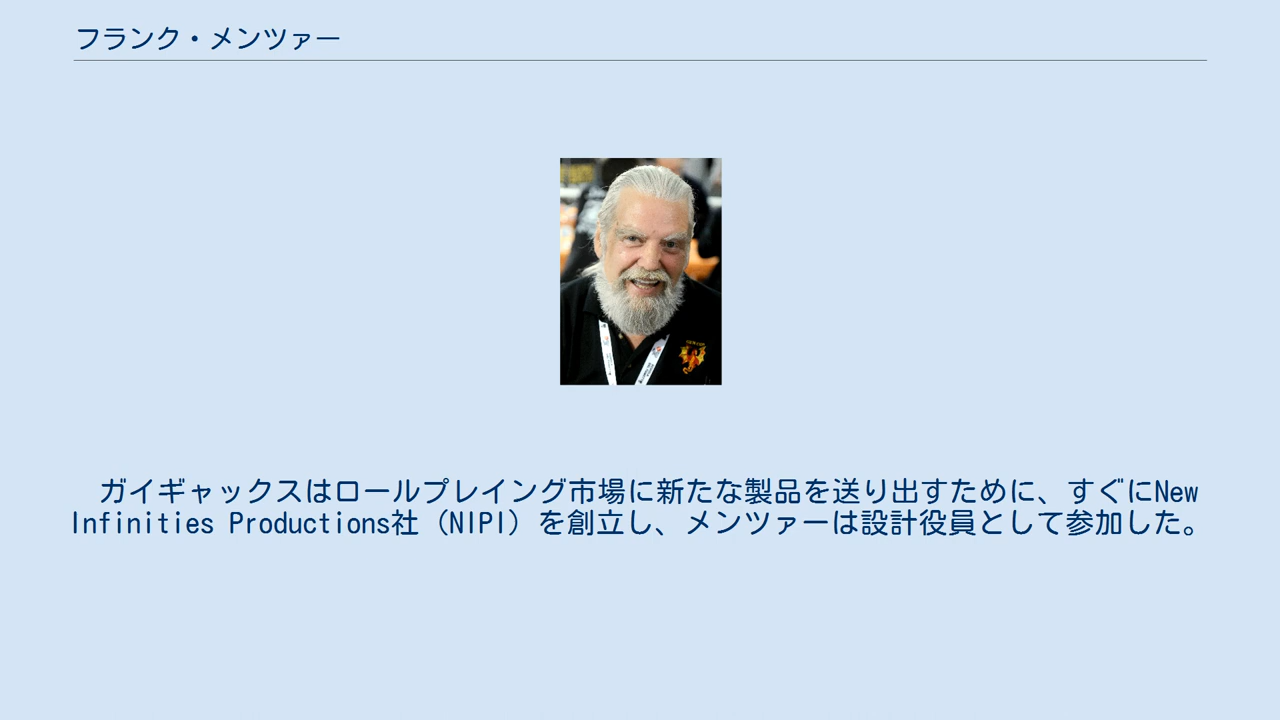 フランク・メンツァー
ガイギャックスはロールプレイング市場に新たな製品を送り出すために、すぐにNew
Infinities Productions社（NIPI）を創立し、メンツァーは設計役員として参加した。